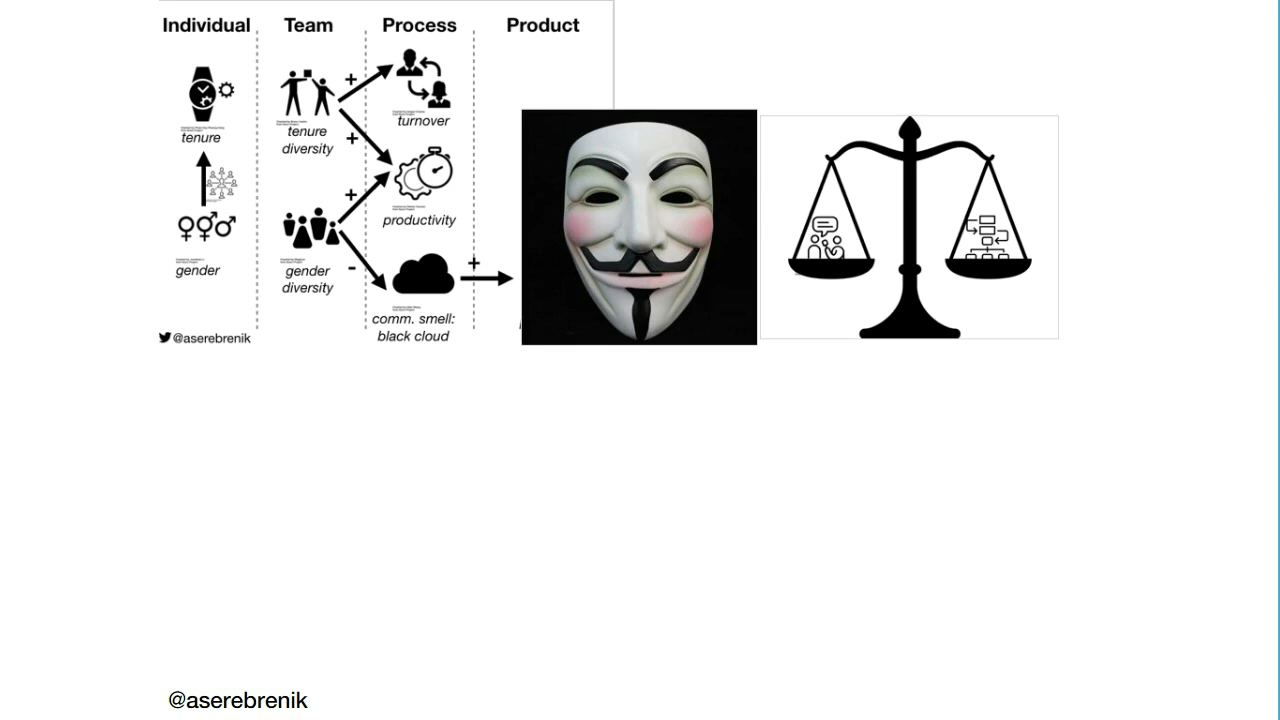 Individual
Team
Process
Product
+
turnover
tenure
tenure
diversity
+
+
productivity
gender
gender
diversity
-
+
comm. smell:
black cloud
@aserebrenik
@aserebrenik